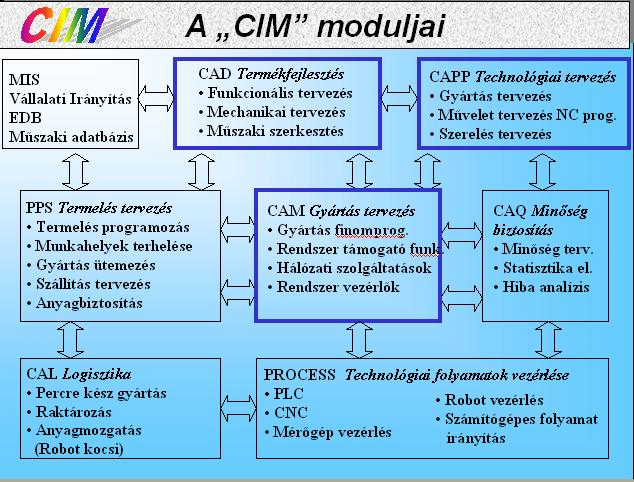 CIM
A „CIM” moduljai
MIS
Vállalati Irányítás
EDB
Műszaki adatbázis
CAD Termékfejlesztés
• Funkcionális tervezés
• Mechanikai tervezés
• Műszaki szerkesztés
CAPP Technológiai tervezés
• Gyártás tervezés
• Művelet tervezés NC prog.
• Szerelés tervezés
PPS Termelés tervezés
• Termelés programozás
• Munkahelyek terhelése
• Gyártás ütemezés
• Szállítás tervezés
• Anyagbiztosítás
CAM Gyártás tervezés
• Gyártás finomprog.
• Rendszer támogató funk.
• Hálózati szolgáltatások
• Rendszer vezérlők
CAQ Minőség
biztosítás
• Minőség terv.
• Statisztika el.
• Hiba analízis
CAL Logisztika
• Percre kész gyártás
• Raktározás
• Anyagmozgatás
(Robot kocsi)
PROCESS Technológiai folyamatok vezérlése
• PLC
• CNC
• Mérőgép vezérlés
• Robot vezérlés
• Számítógépes folyamat
irányítás